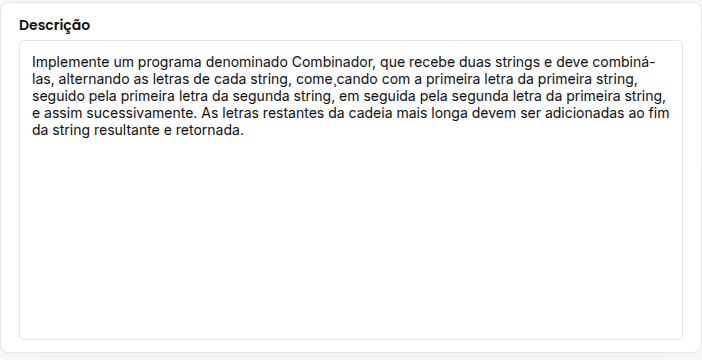 Descrição
Implemente um programa denominado Combinador, que recebe duas strings e deve combiná-
las, alternando as letras de cada string, come¸cando com a primeira letra da primeira string,
seguido pela primeira letra da segunda string, em seguida pela segunda letra da primeira string,
e assim sucessivamente. As letras restantes da cadeia mais longa devem ser adicionadas ao fim
da string resultante e retornada.